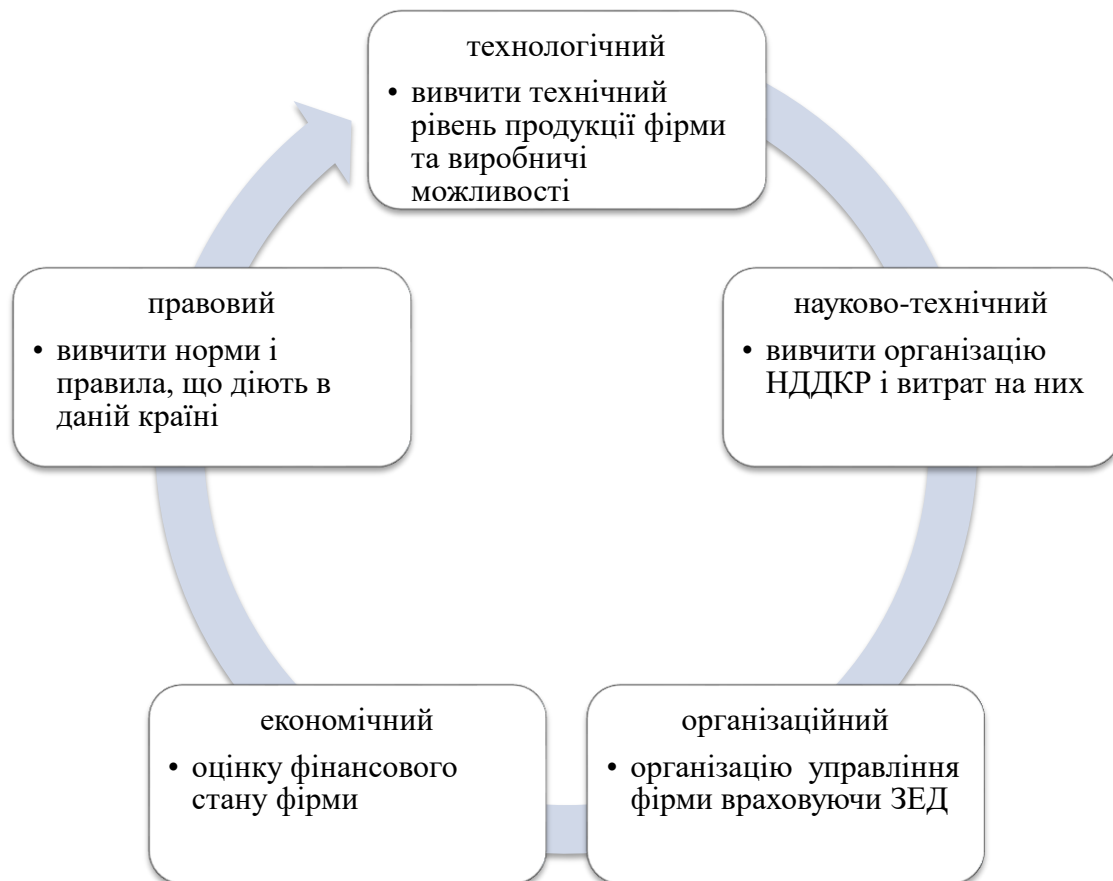 технологічний
• вивчити технічний
рівень продукції фірми
та виробничі
можливості
науково-технічний
• вивчити організацію
НДДКР і витрат на них
організаційний
• організацію управління
фірми враховуючи ЗЕД
економічний
• оцінку фінансового
стану фірми
правовий
• вивчити норми і
правила, що діють в
даній країні